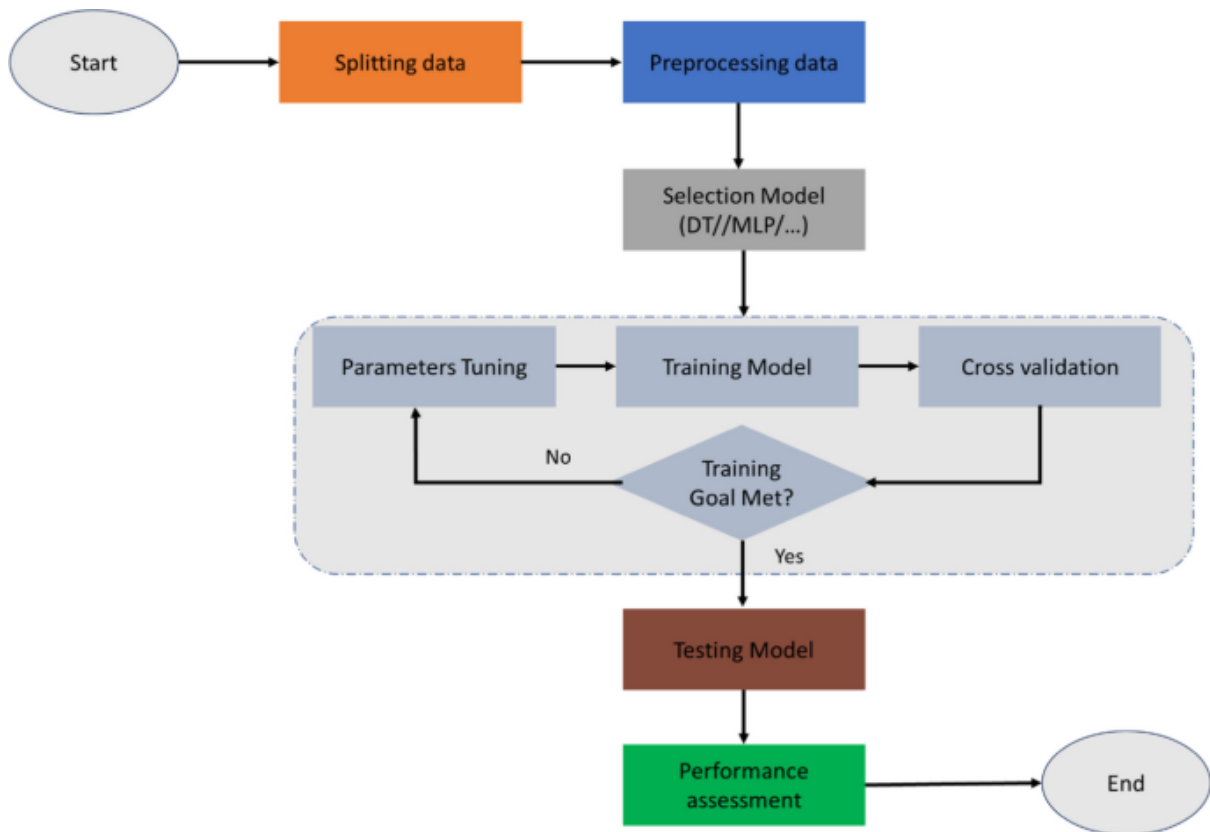 Start
Splitting data
Preprocessing data
Selection Model
(DT//MLP/...)
Parameters Tuning
Training Model
Cross validation
No
Training
Goal Met?
Yes
Testing Model
Performance
assessment
End